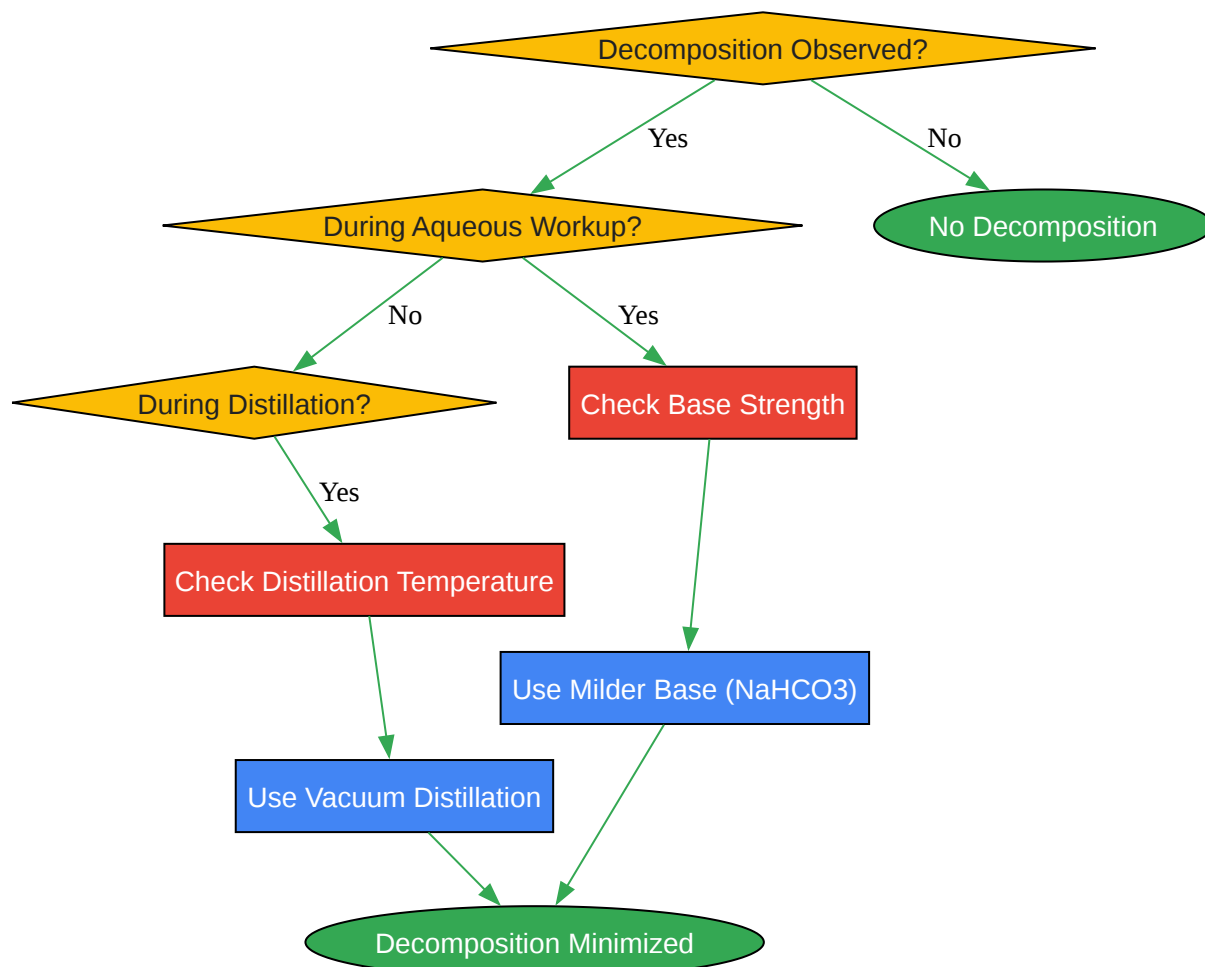 Decomposition Observed?
Yes
No
During Aqueous Workup?
No Decomposition
No
Yes
During Distillation?
Check Base Strength
Yes
Check Distillation Temperature
Use Milder Base (NaHCO3)
Use Vacuum Distillation
Decomposition Minimized